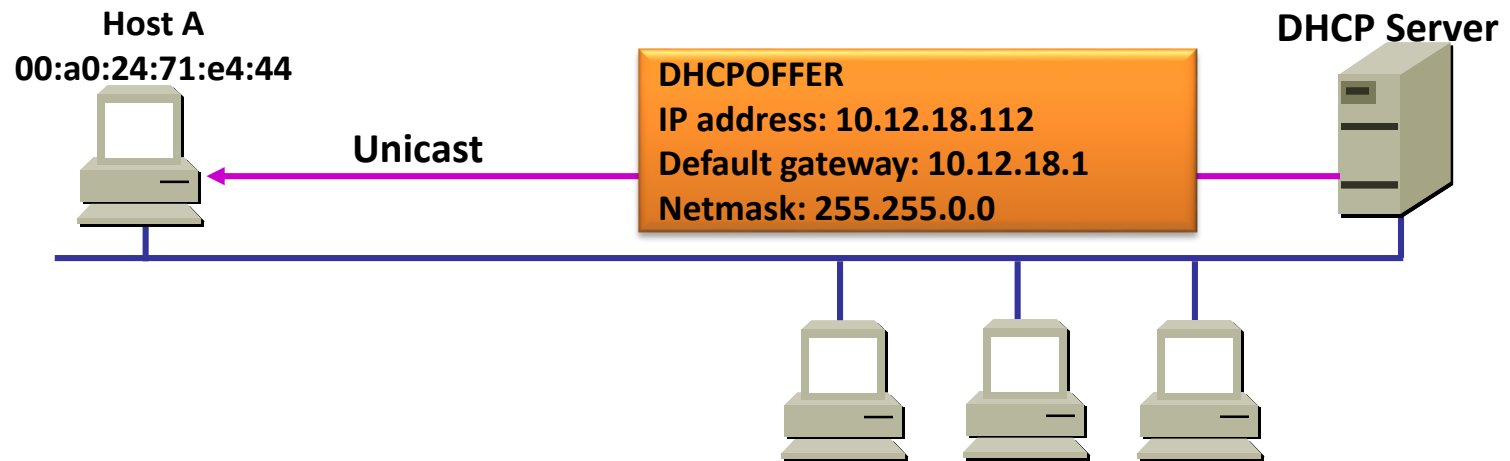 Host A
00:a0:24:71:e4:44
DHCP Server
DHCPOFFER
IP address: 10.12.18.112
Default gateway: 10.12.18.1
Netmask: 255.255.0.0
Unicast